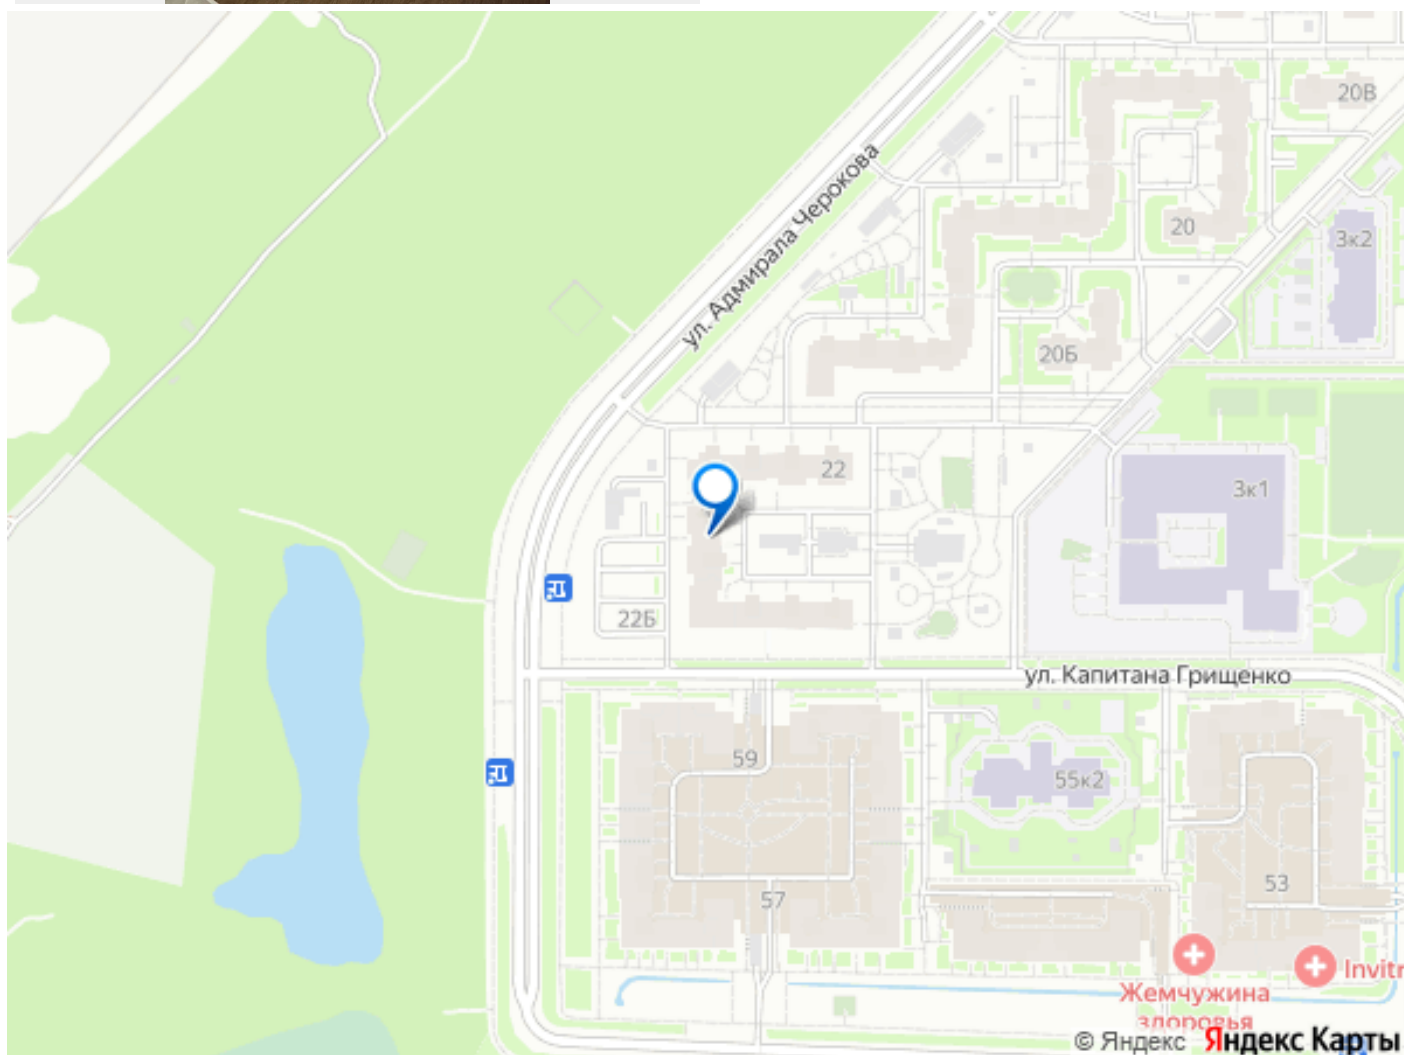 20В
ул. Адмирала Черокова
20
3к2
20Б
22
3к1
22Б
ул. Капитана Грищенко
59
55к2
53
57
Invitr
Жемчужина
здоровья
© Яндекс Яндекс Карты